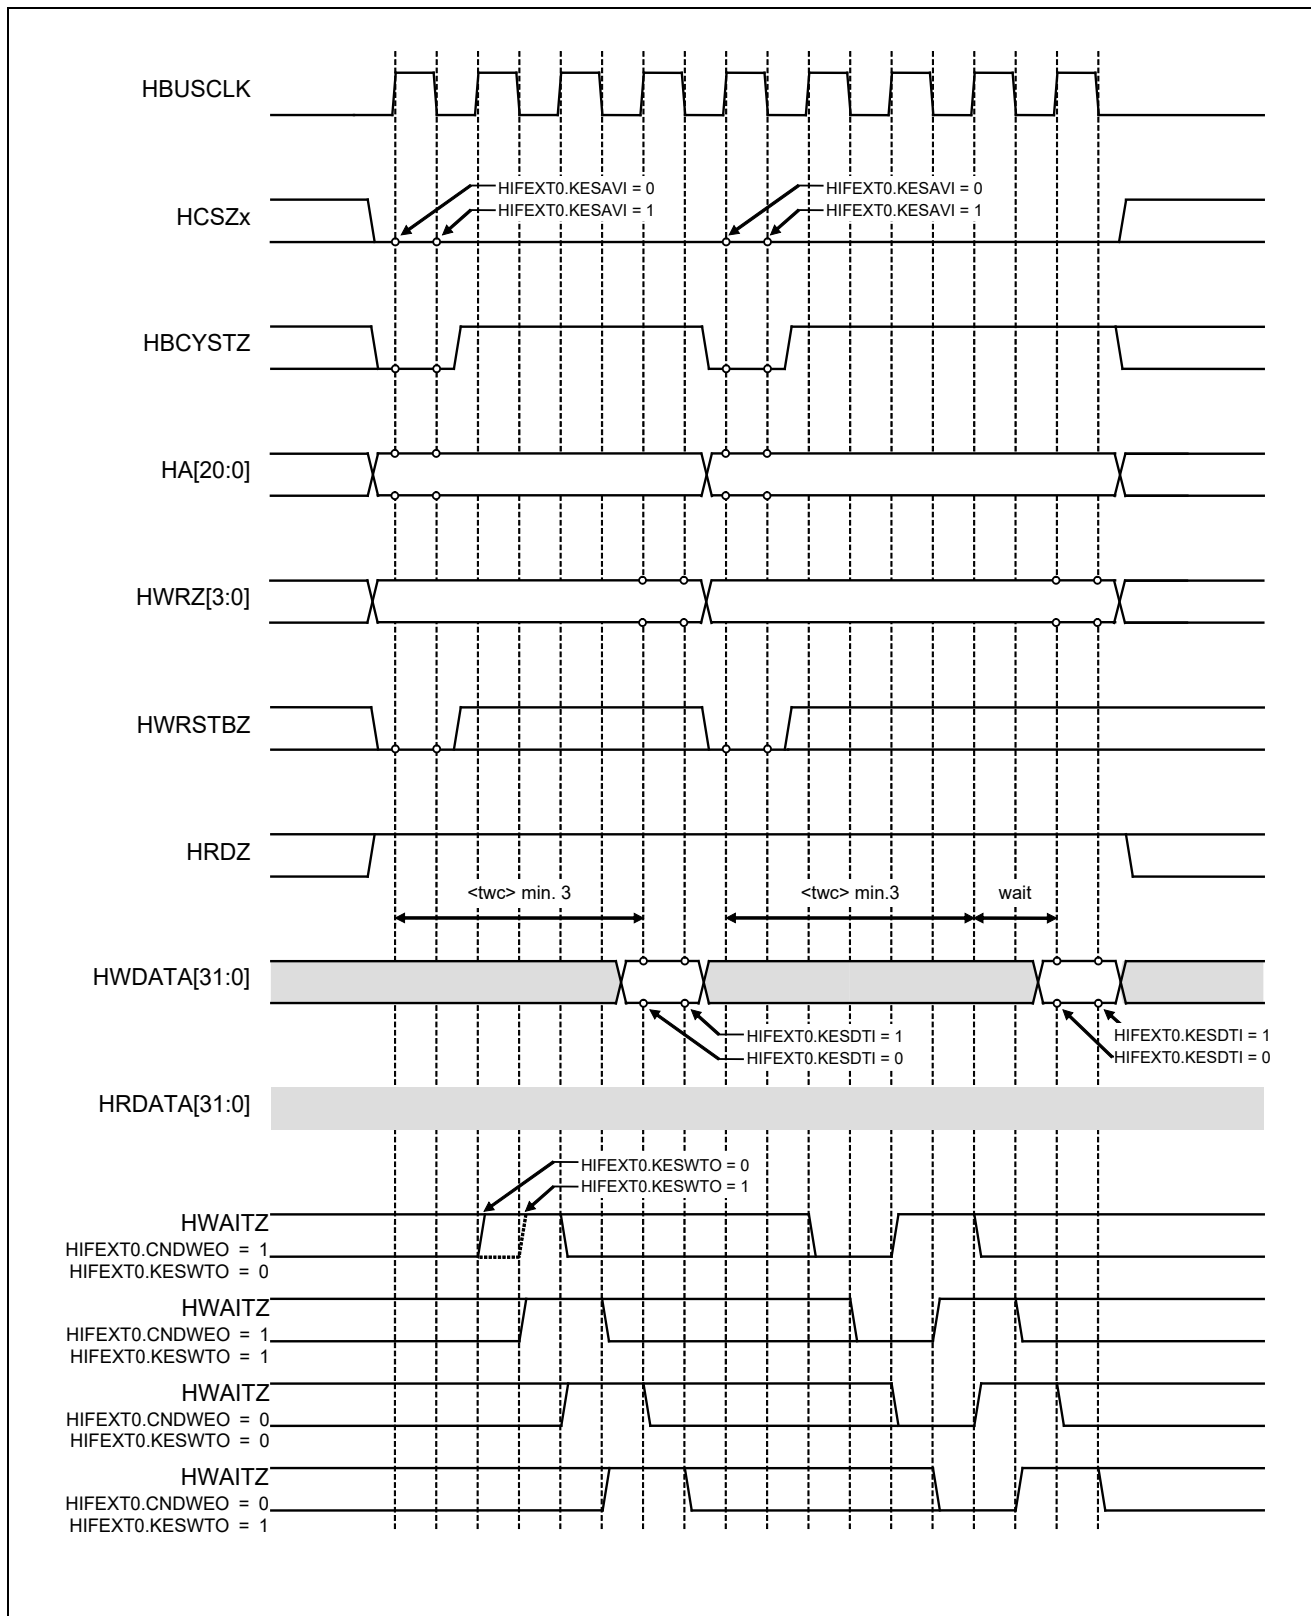 HBUSCLK
HIFEXT0.KESAVI = 0
HIFEXT0.KESAVI = 0
HIFEXT0.KESAVI = 1
HIFEXT0.KESAVI = 1
HCSZx
HBCYSTZ
HA[20:0]
HWRZ[3:0]
HWRSTBZ
HRDZ
<twc> min. 3
<twc> min.3
wait
HWDATA[31:0]
HIFEXT0.KESDTI = 1
HIFEXT0.KESDTI = 1
HIFEXT0.KESDTI = 0
HIFEXT0.KESDTI = 0
HRDATA[31:0]
HIFEXT0.KESWTO = 0
HIFEXT0.KESWTO = 1
HWAITZ
HIFEXT0.CNDWEO = 1
HIFEXT0.KESWTO = 0
HWAITZ
HIFEXT0.CNDWEO = 1
HIFEXT0.KESWTO = 1
HWAITZ
HIFEXT0.CNDWEO = 0
HIFEXT0.KESWTO = 0
HWAITZ
HIFEXT0.CNDWEO = 0
HIFEXT0.KESWTO = 1